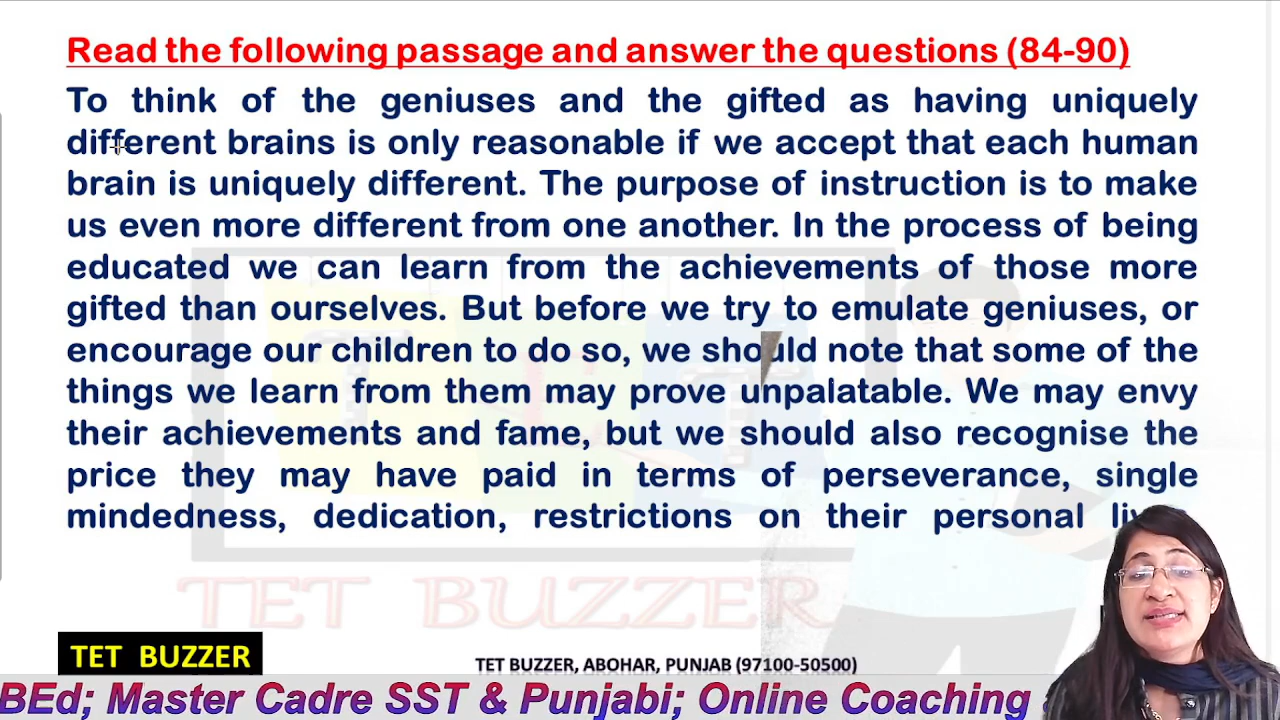 Read the following passage and answer the questions (84-90)
To think of the geniuses and the gifted as having uniquely
different brains is only reasonable if we accept that each human
brain is uniquely different. The purpose of instruction is to make
us even more different from one another. In the process of being
educated we can learn from the achievements of those more
gifted than ourselves. But before we try to emulate geniuses, or
encourage our children to do so, we should note that some of the
things we learn from them may prove unpalatable. We may envy
their achievements and fame, but we should also recognise the
price they may have paid in terms of perseverance, single
mindedness, dedication, restrictions on their personal
TET BUZZER
TET BUZZER
TET BUZZER, ABOHAR, PUNJAB (97100-50500)
BEd; Master Cadre SST & Punjabi; Online Coaching